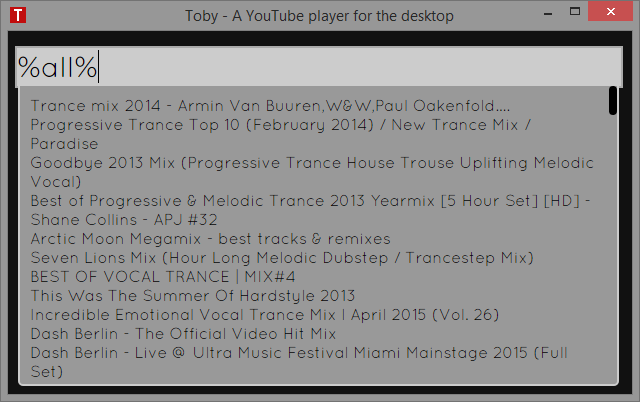 T Toby - A YouTube player for the desktop
%all%
Trance mix 2014 - Armin Van Buuren,W&W,Paul Oakenfold....
Progressive Trance Top 10 (February 2014) / New Trance Mix /
Paradise
Goodbye 2013 Mix (Progressive Trance House Trouse Uplifting Melodic
Vocal)
Best of Progressive & Melodic Trance 2013 Yearmix [5 Hour Set] [HD] -
Shane Collins - APJ #32
Arctic Moon Megamix - best tracks & remixes
Seven Lions Mix (Hour Long Melodic Dubstep / Trancestep Mix)
BEST OF VOCAL TRANCE | MIX#4
This Was The Summer Of Hardstyle 2013
Incredible Emotional Vocal Trance Mix l April 2015 (Vol. 26)
Dash Berlin - The Official Video Hit Mix
Dash Berlin - Live @ Ultra Music Festival Miami Mainstage 2015 (Full
Set)